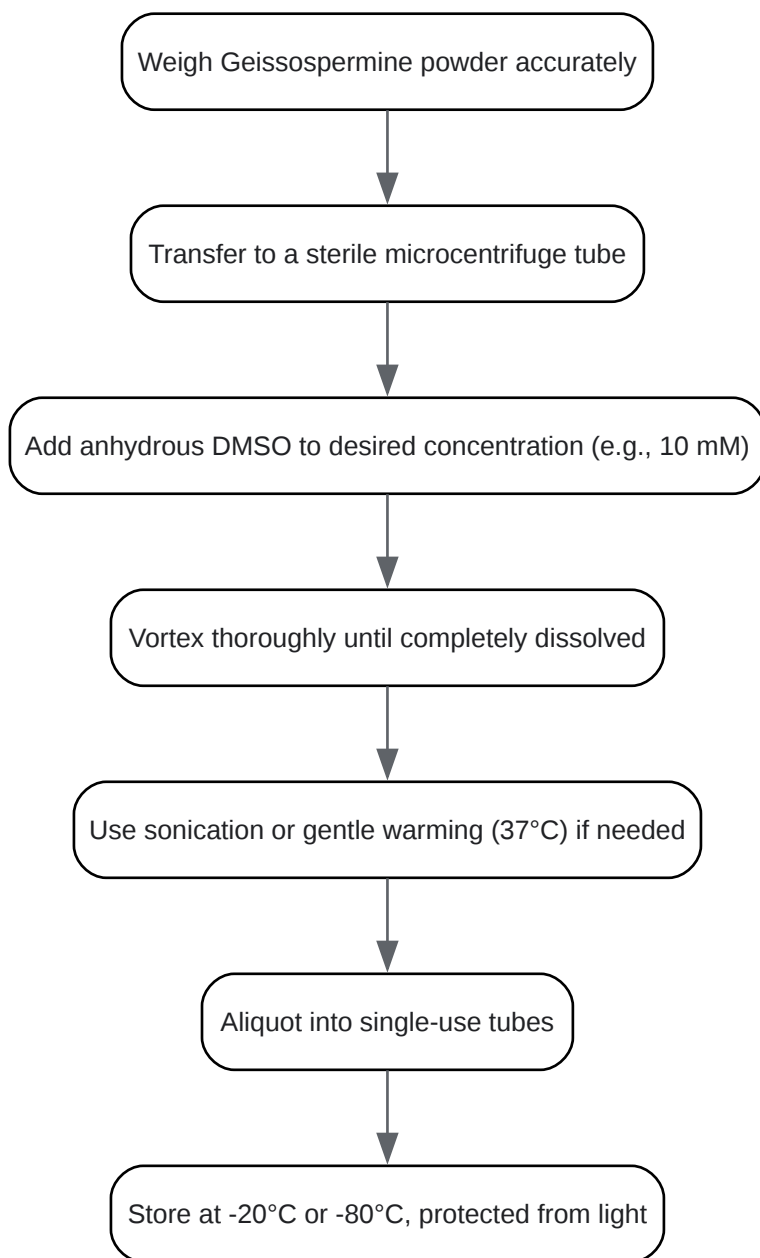 Weigh Geissospermine powder accurately
Transfer to a sterile microcentrifuge tube
Add anhydrous DMSO to desired concentration (e.g., 10 mM)
Vortex thoroughly until completely dissolved
Use sonication or gentle warming (37°C) if needed
Aliquot into single-use tubes
Store at -20°C or -80°C, protected from light